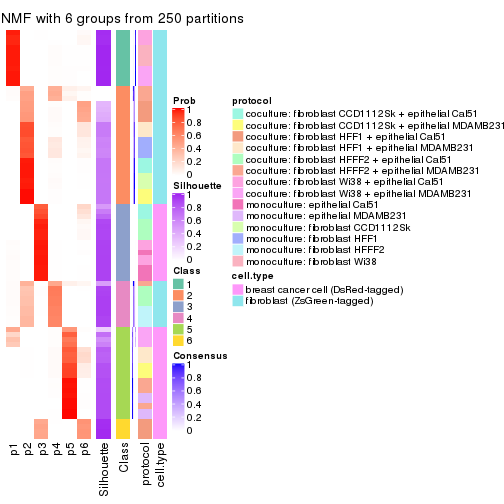 NMF with 6 groups from 250 partitions
p1
p2
p3
p4
p5
p6
Silhouette
Class
protocol
cell.type
Prob
1
0.8
0.6
0.4
0.2
0
Silhouette
1
0.8
0.6
0.4
0.2
0
Class
1
2
3
4
5
6
Consensus
1
0.8
0.6
0.4
0.2
0
protocol
coculture: fibroblast CCD1112Sk + epithelial Cal51
coculture: fibroblast CCD1112Sk + epithelial MDAMB231
coculture: fibroblast HFF1 + epithelial Cal51
coculture: fibroblast HFF1 + epithelial MDAMB231
coculture: fibroblast HFFF2 + epithelial Cal51
coculture: fibroblast HFFF2 + epithelial MDAMB231
coculture: fibroblast Wi38 + epithelial Cal51
coculture: fibroblast Wi38 + epithelial MDAMB231
monoculture: epithelial Cal51
monoculture: epithelial MDAMB231
monoculture: fibroblast CCD1112Sk
monoculture: fibroblast HFF1
monoculture: fibroblast HFFF2
monoculture: fibroblast Wi38
cell.type
breast cancer cell (DsRed-tagged)
fibroblast (ZsGreen-tagged)